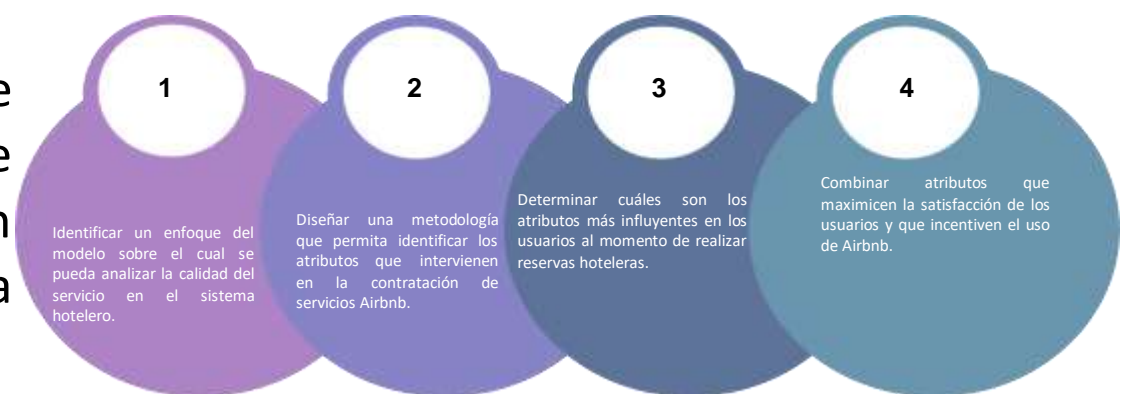 e
e
n
a
1
Identificar un enfoque del
modelo sobre el cual se
pueda analizar la calidad del
servicio en el sistema
hotelero.
2
Diseñar una metodología
que permita identificar los
atributos que intervienen
en la contratación de
servicios Airbnb.
3
Determinar cuáles son los
atributos más influyentes en los
usuarios al momento de realizar
reservas hoteleras.
4
Combinar atributos que
maximicen la satisfacción de los
usuarios y que incentiven el uso
de Airbnb.